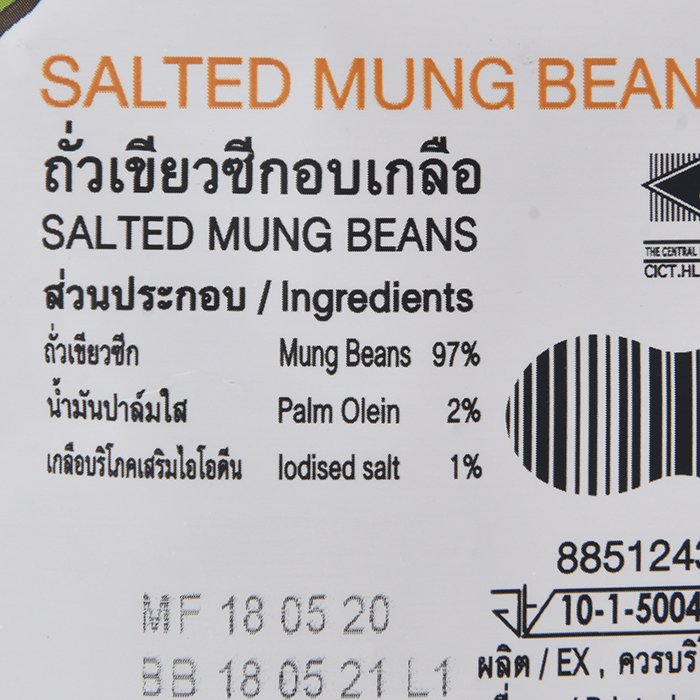 SALTED MUNG BEAN
ถั่วเขียวซีกอบเกลือ
SALTED MUNG BEANS
THE CENTRAL
CICT.HL
ส่วนประกอบ / Ingredients
ถั่วเขียวซีก Mung Beans 97%
น้ำมันปาล์มใส Palm Olein 2%
เกลือบริโภคเสริมไอโอดีน Iodised salt 1%
885124
10-1-5004
MF 18 05 20
ผลิต / EX , ควรบริ
BB 18 05 21 L1